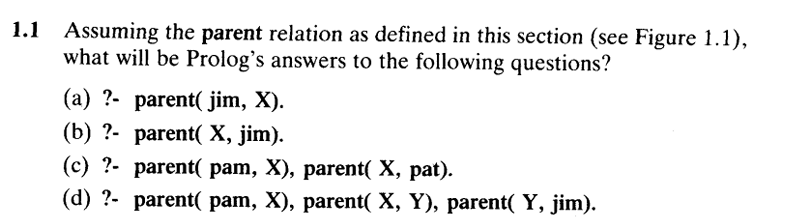 1.1 Assuming the parent relation as defined in this section (see Figure 1.1),
what will be Prolog's answers to the following questions?
(a) ?- parent( jim, X).
(b) ?- parent( X, jim).
(c) ?- parent( pam, X), parent( X, pat).
(d) ?- parent( pam, X), parent( X, Y), parent( Y, jim).